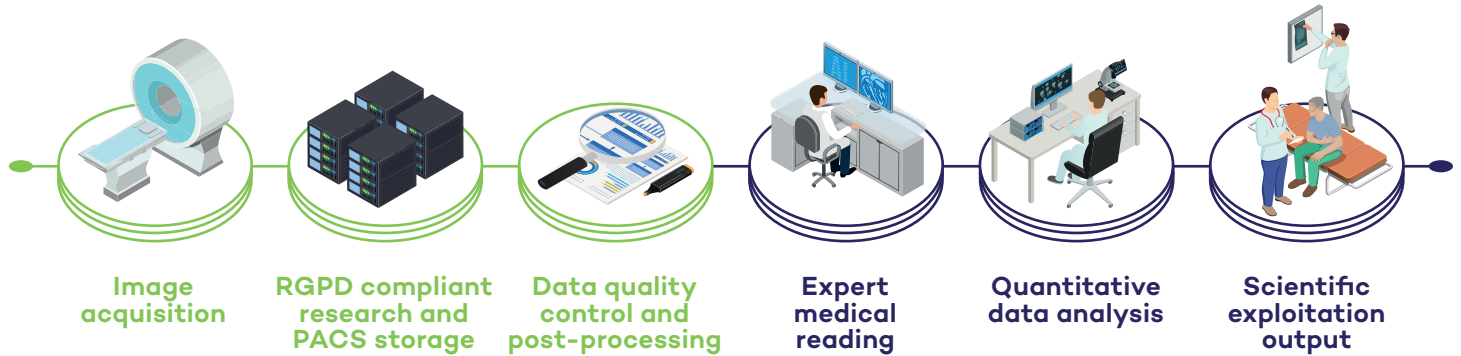 Image
acquisition
RGPD compliant
research and
PACS storage
Data quality
control and
post-processing
Expert
medical
reading
Quantitative
data analysis
Scientific
exploitation
output